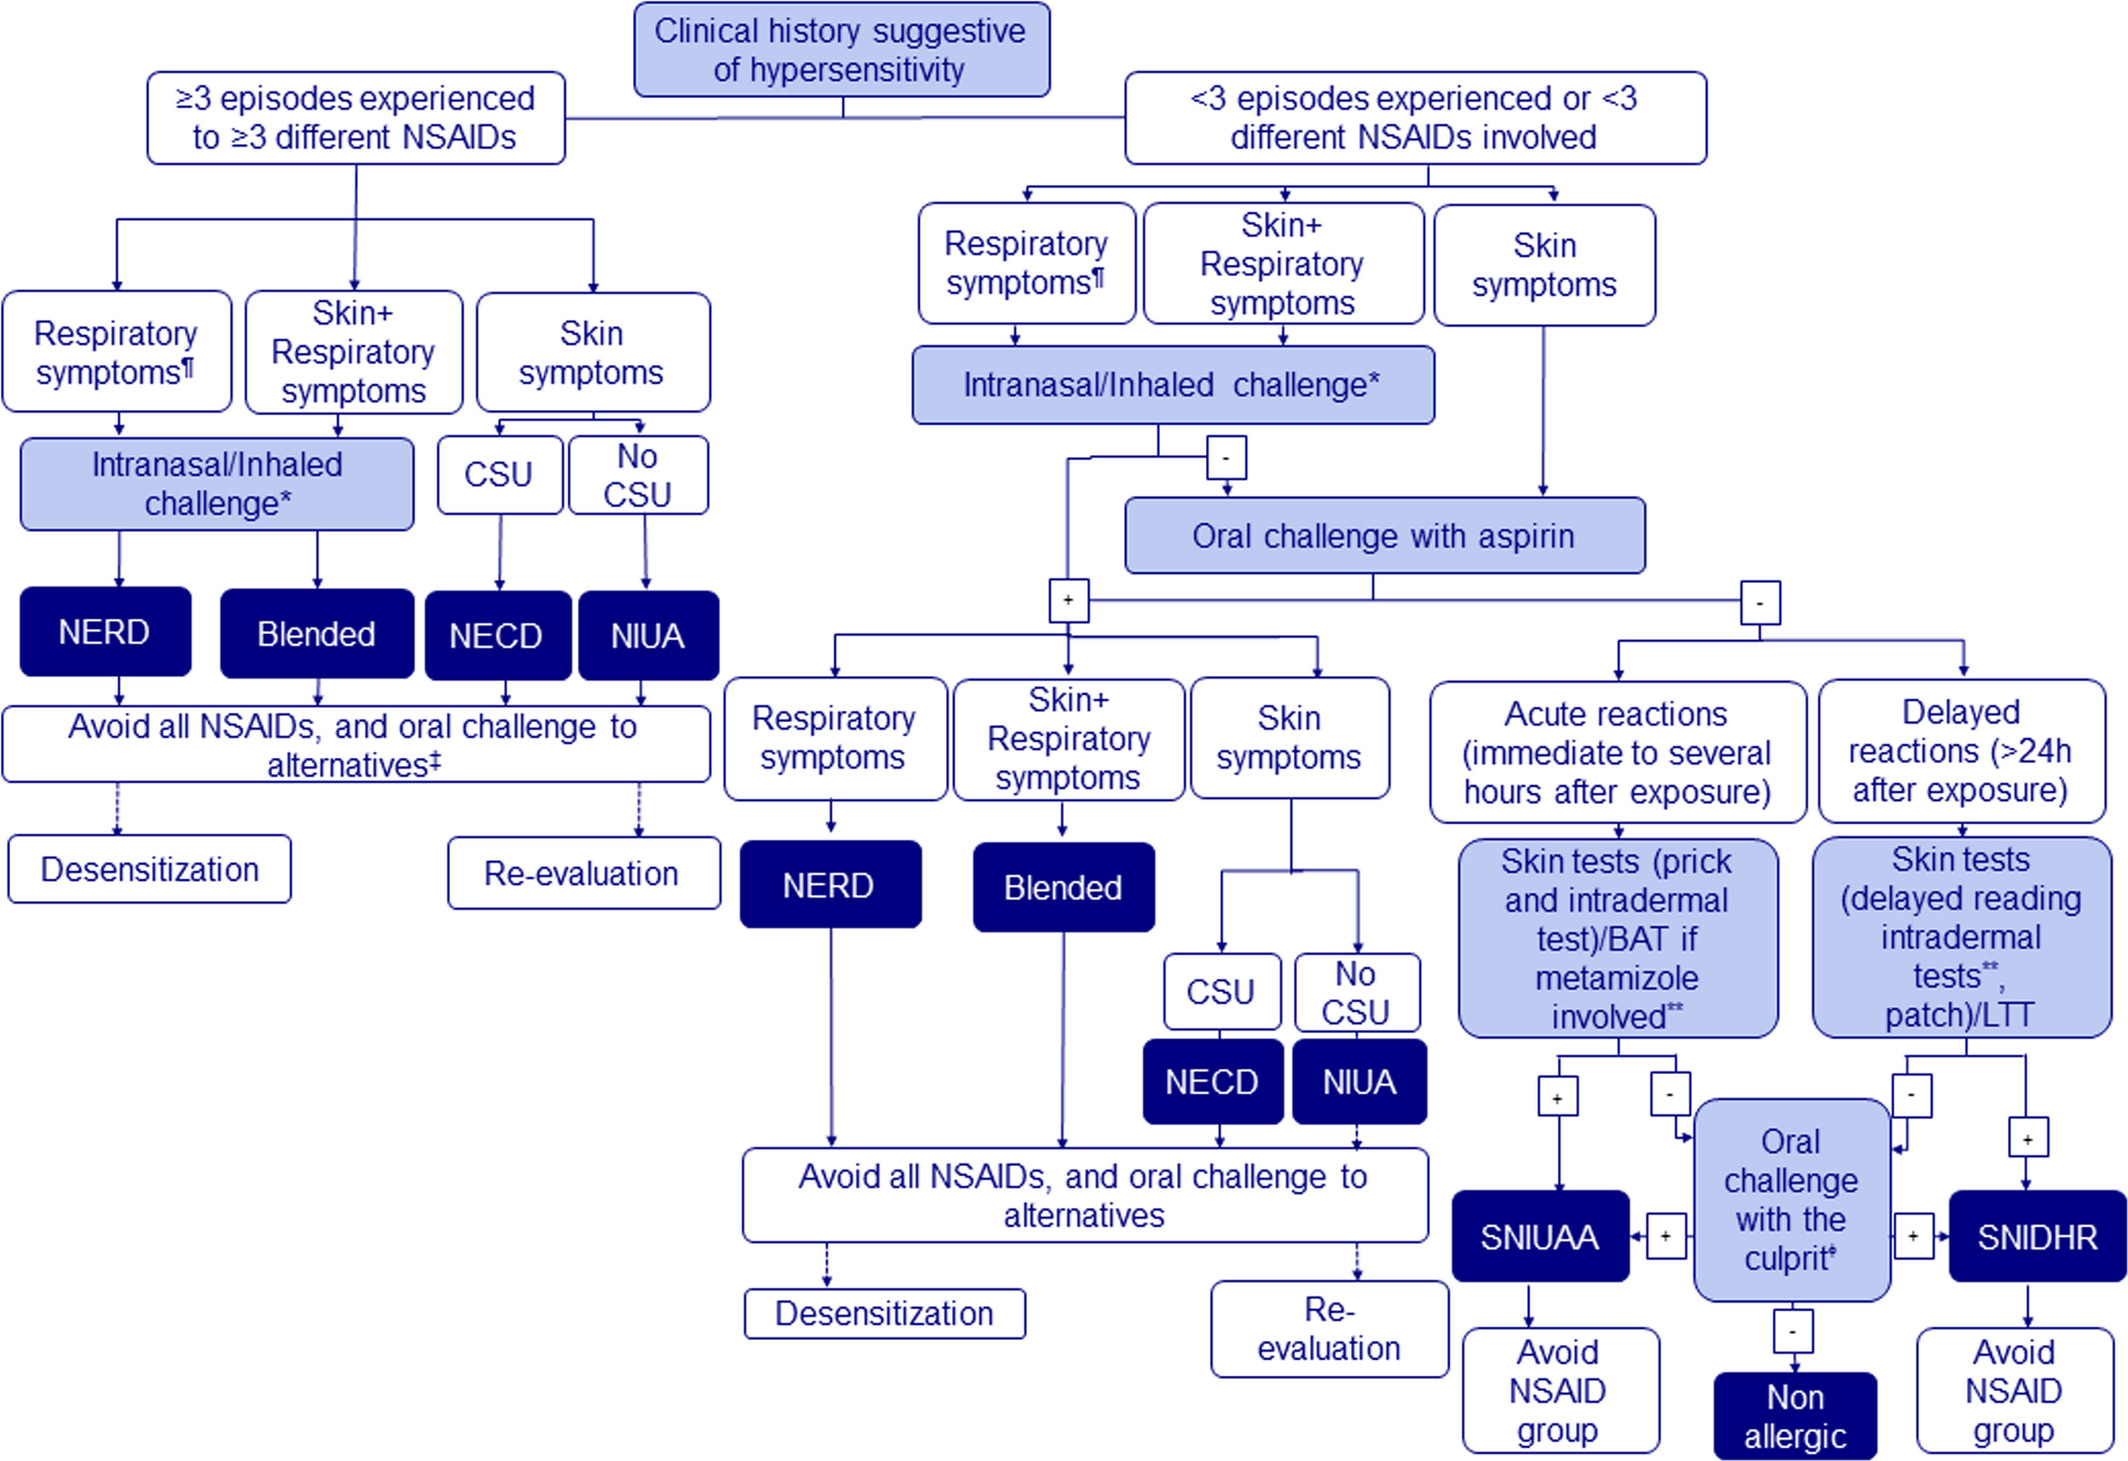 Clinical history suggestive
of hypersensitivity
≥3 episodes experienced
to ≥3 different NSAIDs
<3 episodes experienced or <3
different NSAIDs involved
Respiratory
symptoms¶
Skin+
Respiratory
symptoms
Skin
symptoms
Intranasal/Inhaled
challenge*
CSU
No
CSU
NERD
Blended
NECD
NIUA
Avoid all NSAIDs, and oral challenge to
alternatives‡
Desensitization
Re-evaluation
Respiratory
symptoms¶
Skin+
Respiratory
symptoms
Skin
symptoms
Intranasal/Inhaled challenge*
-
Oral challenge with aspirin
+
-
Respiratory
symptoms
Skin+
Respiratory
symptoms
Skin
symptoms
NERD
Blended
CSU
No
CSU
NECD
NIUA
Avoid all NSAIDs, and oral challenge to
alternatives
Desensitization
Re-
evaluation
Acute reactions
(immediate to several
hours after exposure)
Delayed
reactions (>24h
after exposure)
Skin tests (prick
and intradermal
test)/BAT if
metamizole
involved**
Skin tests
(delayed reading
intradermal
tests**,
patch)/LTT
+
-
-
+
Oral
challenge
with the
culprit
SNIUAA
+
+
SNIDHR
-
Avoid
NSAID
group
Non
allergic
Avoid
NSAID
group